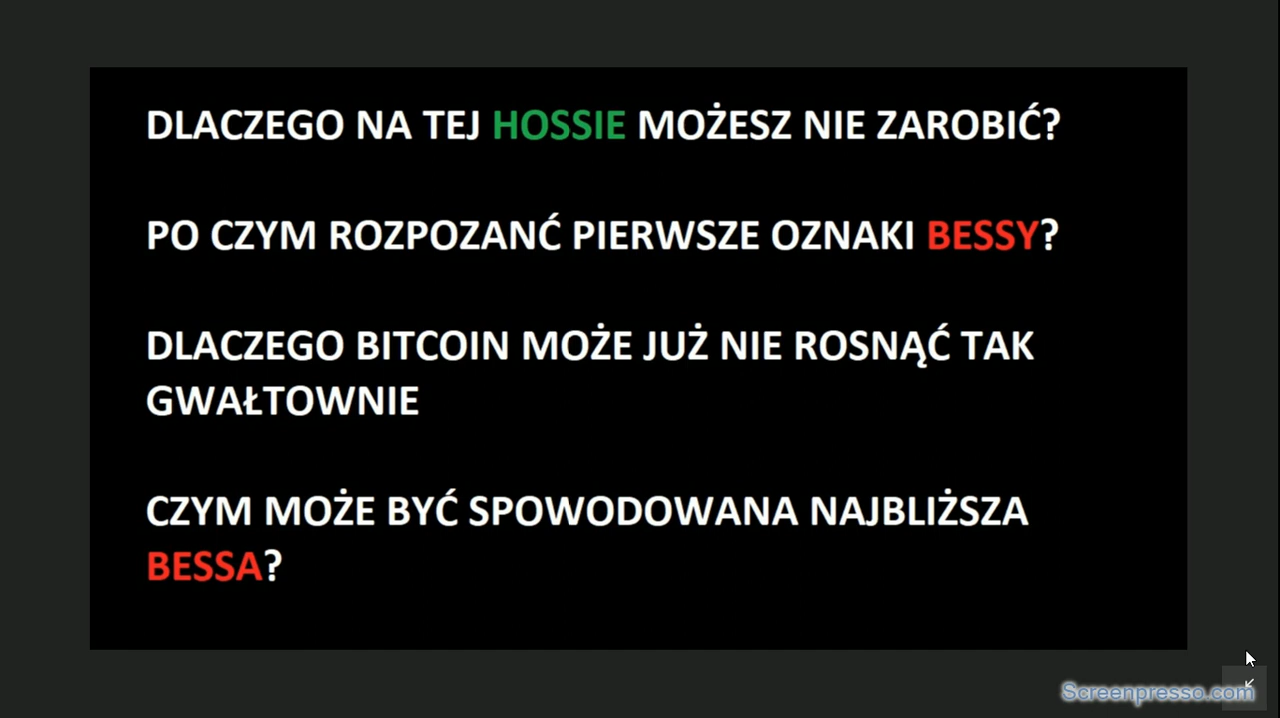 DLACZEGO NA TEJ HOSSIE MOŻESZ NIE ZAROBIĆ?
PO CZYM ROZPOZANĆ PIERWSZE OZNAKI BESSY?
DLACZEGO BITCOIN MOŻE JUŻ NIE ROSNĄĆ TAK
GWAŁTOWNIE
CZYM MOŻE BYĆ SPOWODOWANA NAJBLIŻSZA
BESSA?
Screenpresso.com